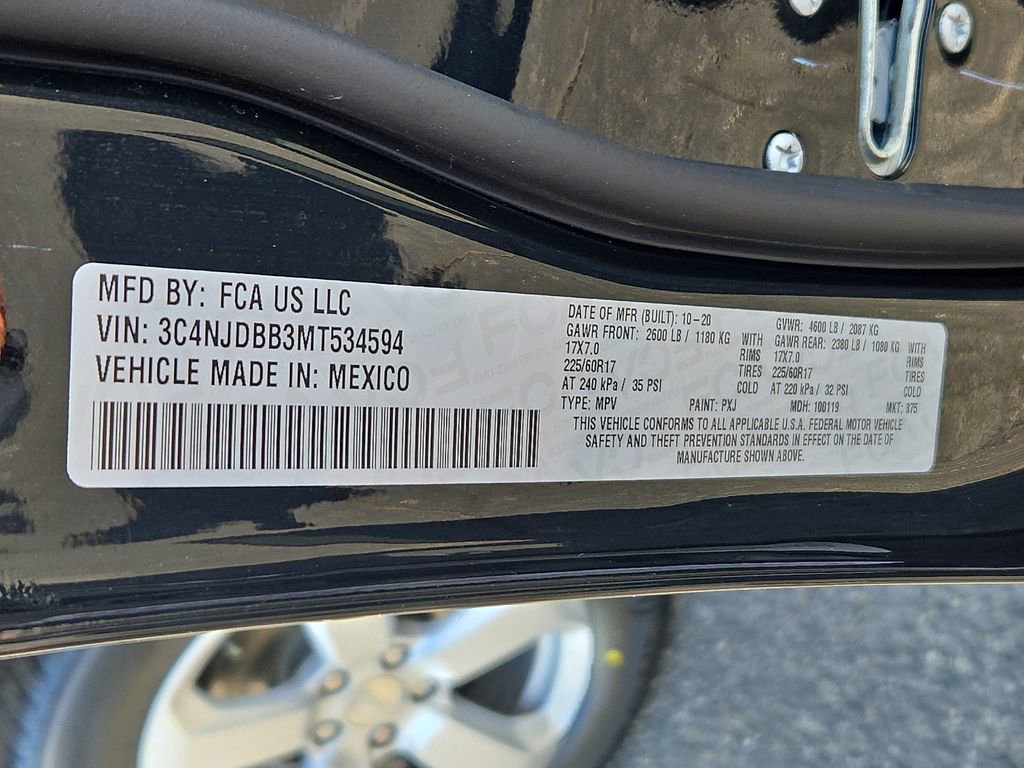 MFD BY: FCA US LLC
VIN: 3C4NJDBB3MT534594
VEHICLE MADE IN: MEXICO
DATE OF MFR (BUILT): 10-20 GVWR: 4600 LB / 2087 KG
GAWR FRONT: 2600 LB / 1180 KG WITH GAWR REAR: 2380 LB / 1080 KG WITH
17X7.0 RIMS 17X7.0 RIMS
225/60R17 TIRES 225/60R17 TIRES
AT 240 kPa / 35 PSI COLD AT 220 kPa / 32 PSI COLD
TYPE: MPV PAINT: PXJ MDH: 100119 MKT: 875
THIS VEHICLE CONFORMS TO ALL APPLICABLE U.S.A. FEDERAL MOTOR VEHICLE
SAFETY AND THEFT PREVENTION STANDARDS IN EFFECT ON THE DATE OF
MANUFACTURE SHOWN ABOVE.